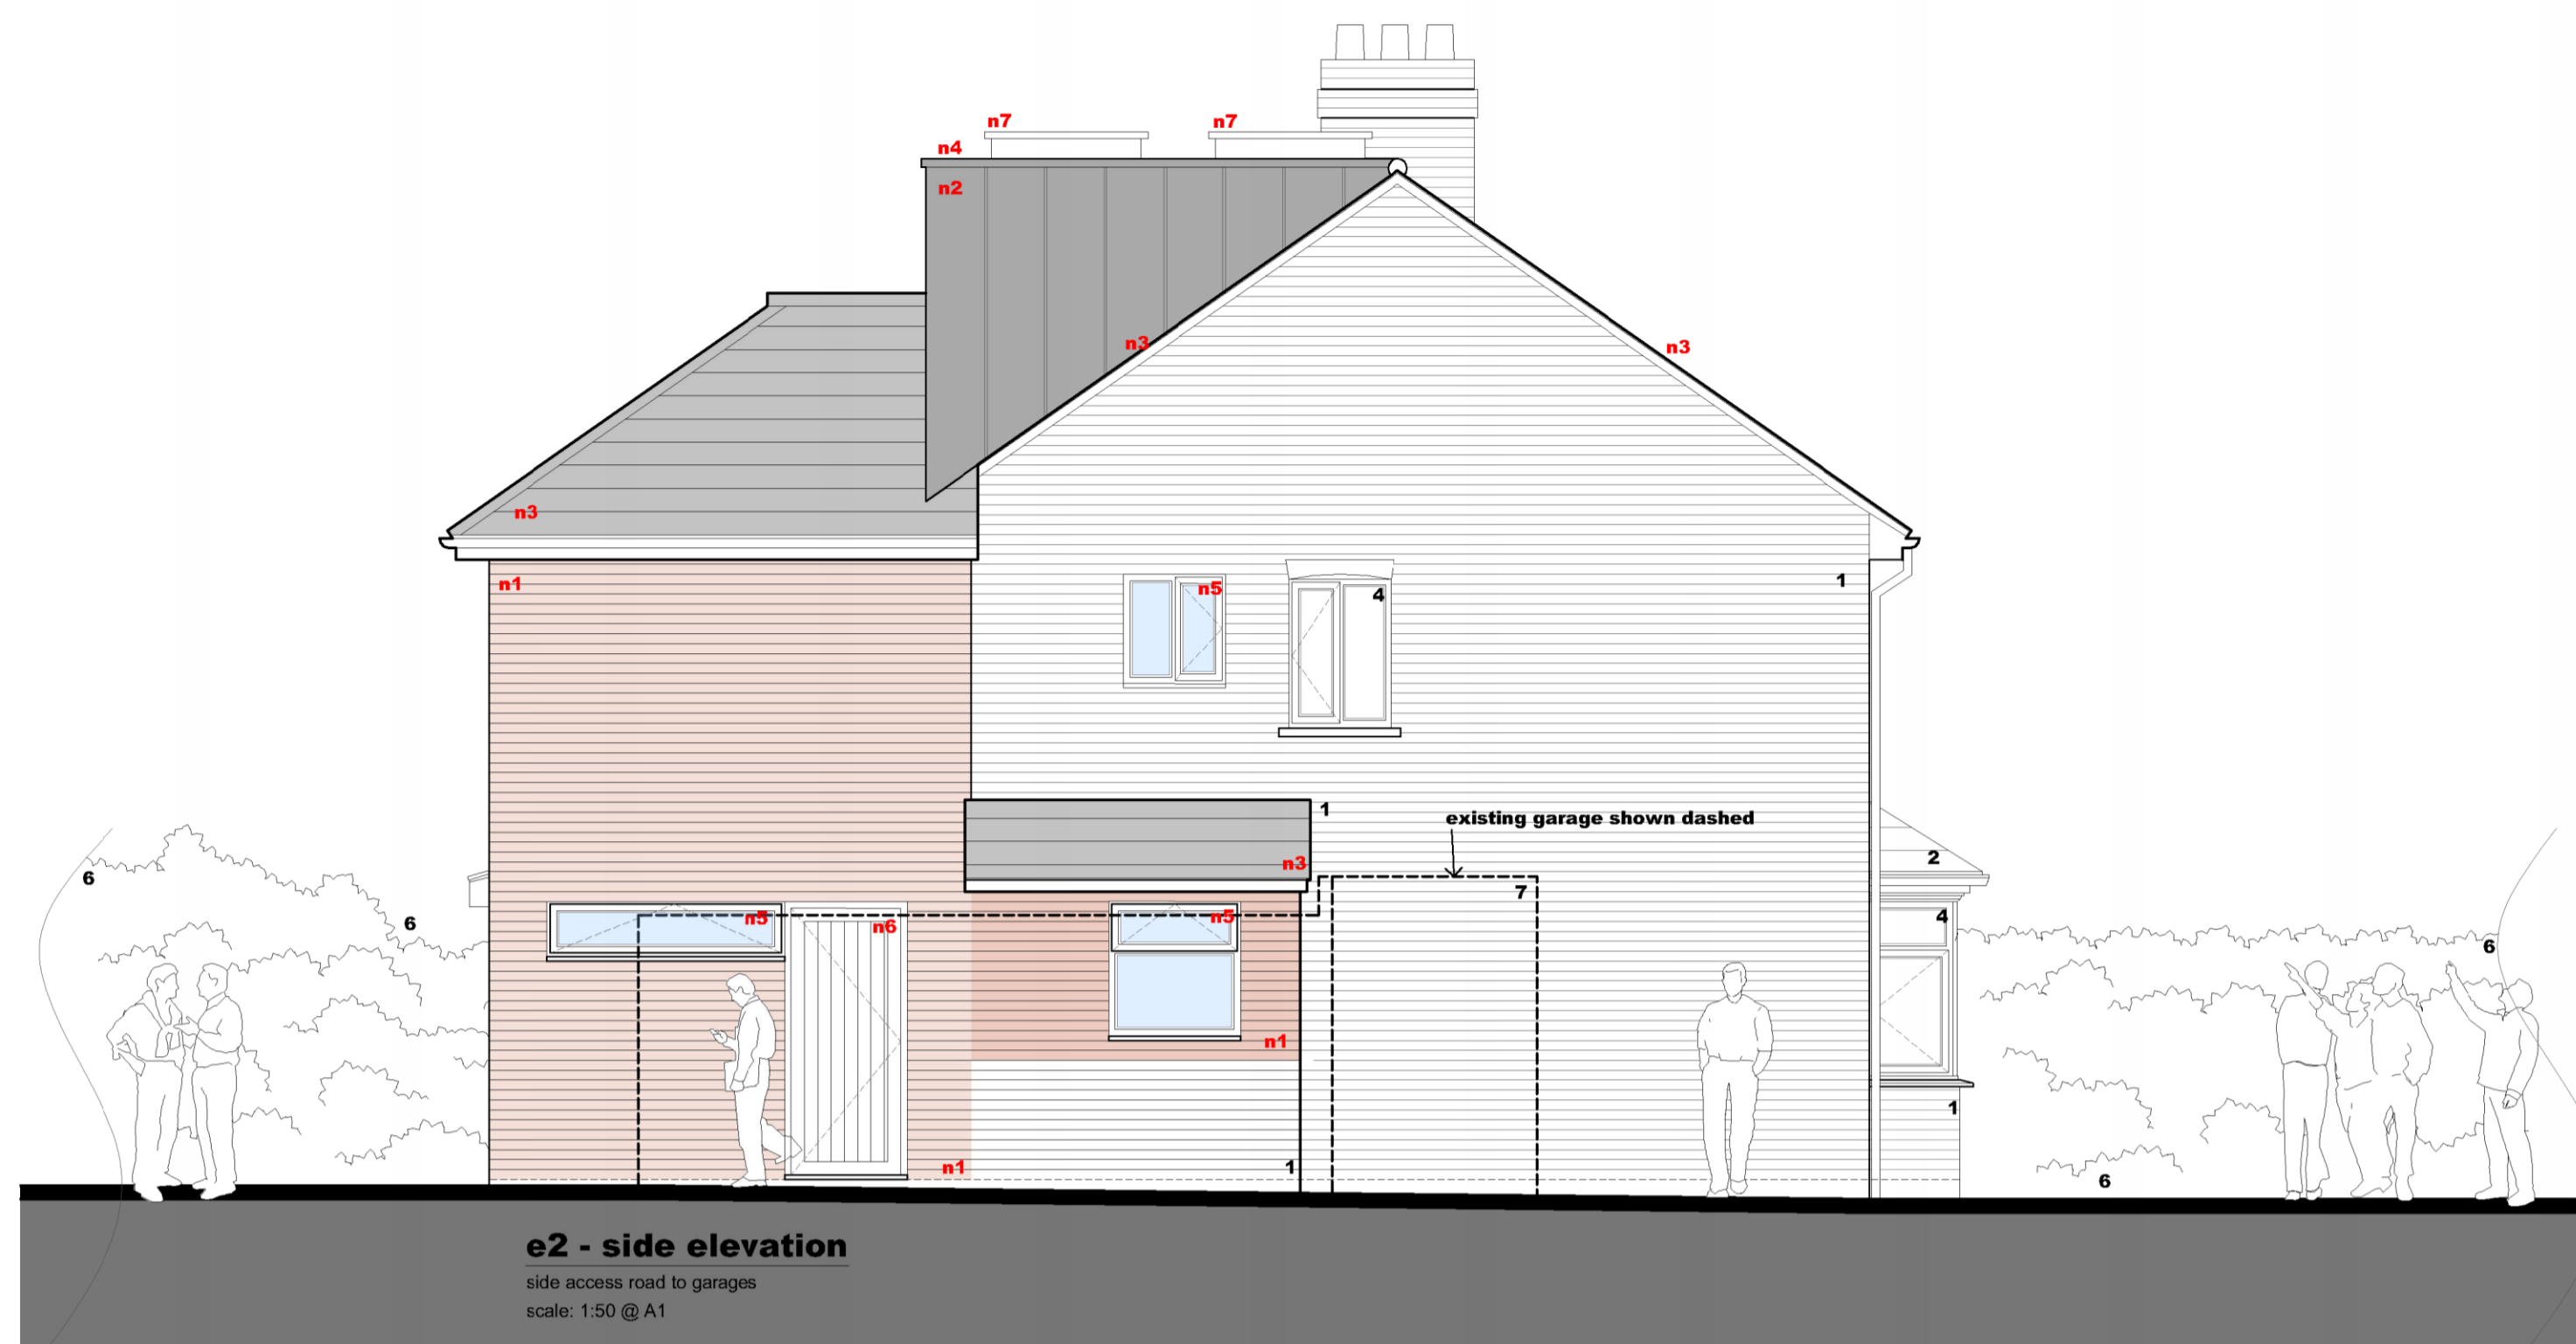 n7
n7
n4
n2
n3
n3
n3
n1
n5
4
1
1
existing garage shown dashed
2
n3
6
7
n5
n5
4
6
n6
6
n1
1
n1
1
6
e2 - side elevation
side access road to garages
scale: 1:50 @ A1